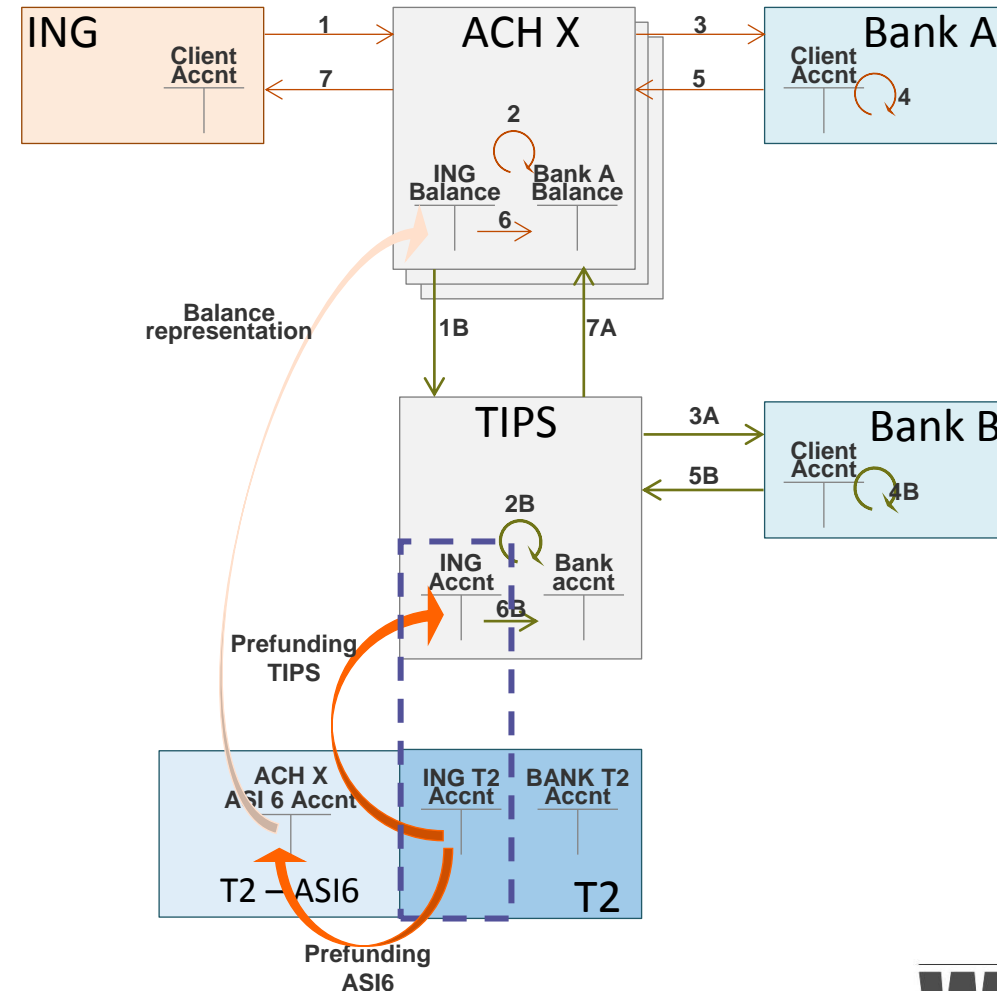 ING
Client
Accnt
1
7
ACH X
2
ING
Balance
Bank A
Balance
6
3
5
Bank A
Client
Accnt
4
Balance
representation
1B
7A
TIPS
2B
ING
Accnt
Bank
accnt
6B
3A
5B
Bank B
Client
Accnt
4B
Prefunding
TIPS
ACH X
ASI 6 Accnt
T2 – ASI6
ING T2
Accnt
BANK T2
Accnt
T2
Prefunding
ASI6